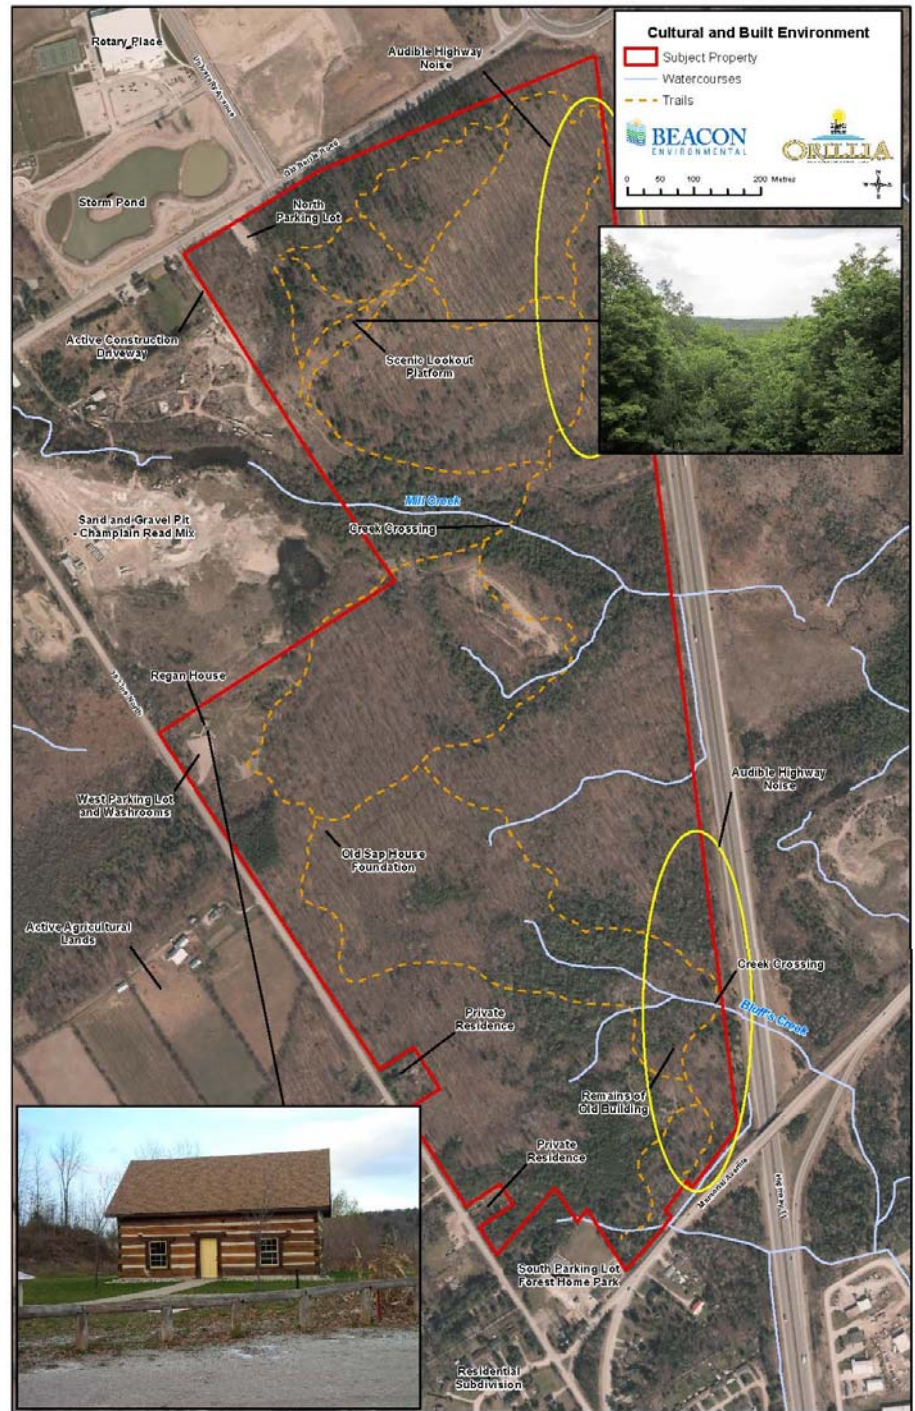 Cultural and Built Environment
Subject Property
Watercourses
Trails
BEACON
ENVIRONMENTAL
ORILLIA
0 50 100 200 Metres
Rotary Place
University Avenue
Audible Highway
Noise
Storm Pond
North
Parking Lot
Active Construction
Driveway
Scenic Lookout
Platform
Mill Creek
Sand and Gravel Pit
- Champlain Read Mix
Creek Crossing
Regan House
West Parking Lot
and Washrooms
Audible Highway
Noise
Old Sap House
Foundation
Active Agricultural
Lands
Creek Crossing
Bluff's Creek
Private
Residence
Remains of
Old Building
Private
Residence
Highway 11
South Parking Lot
Forest Home Park
Residential
Subdivision